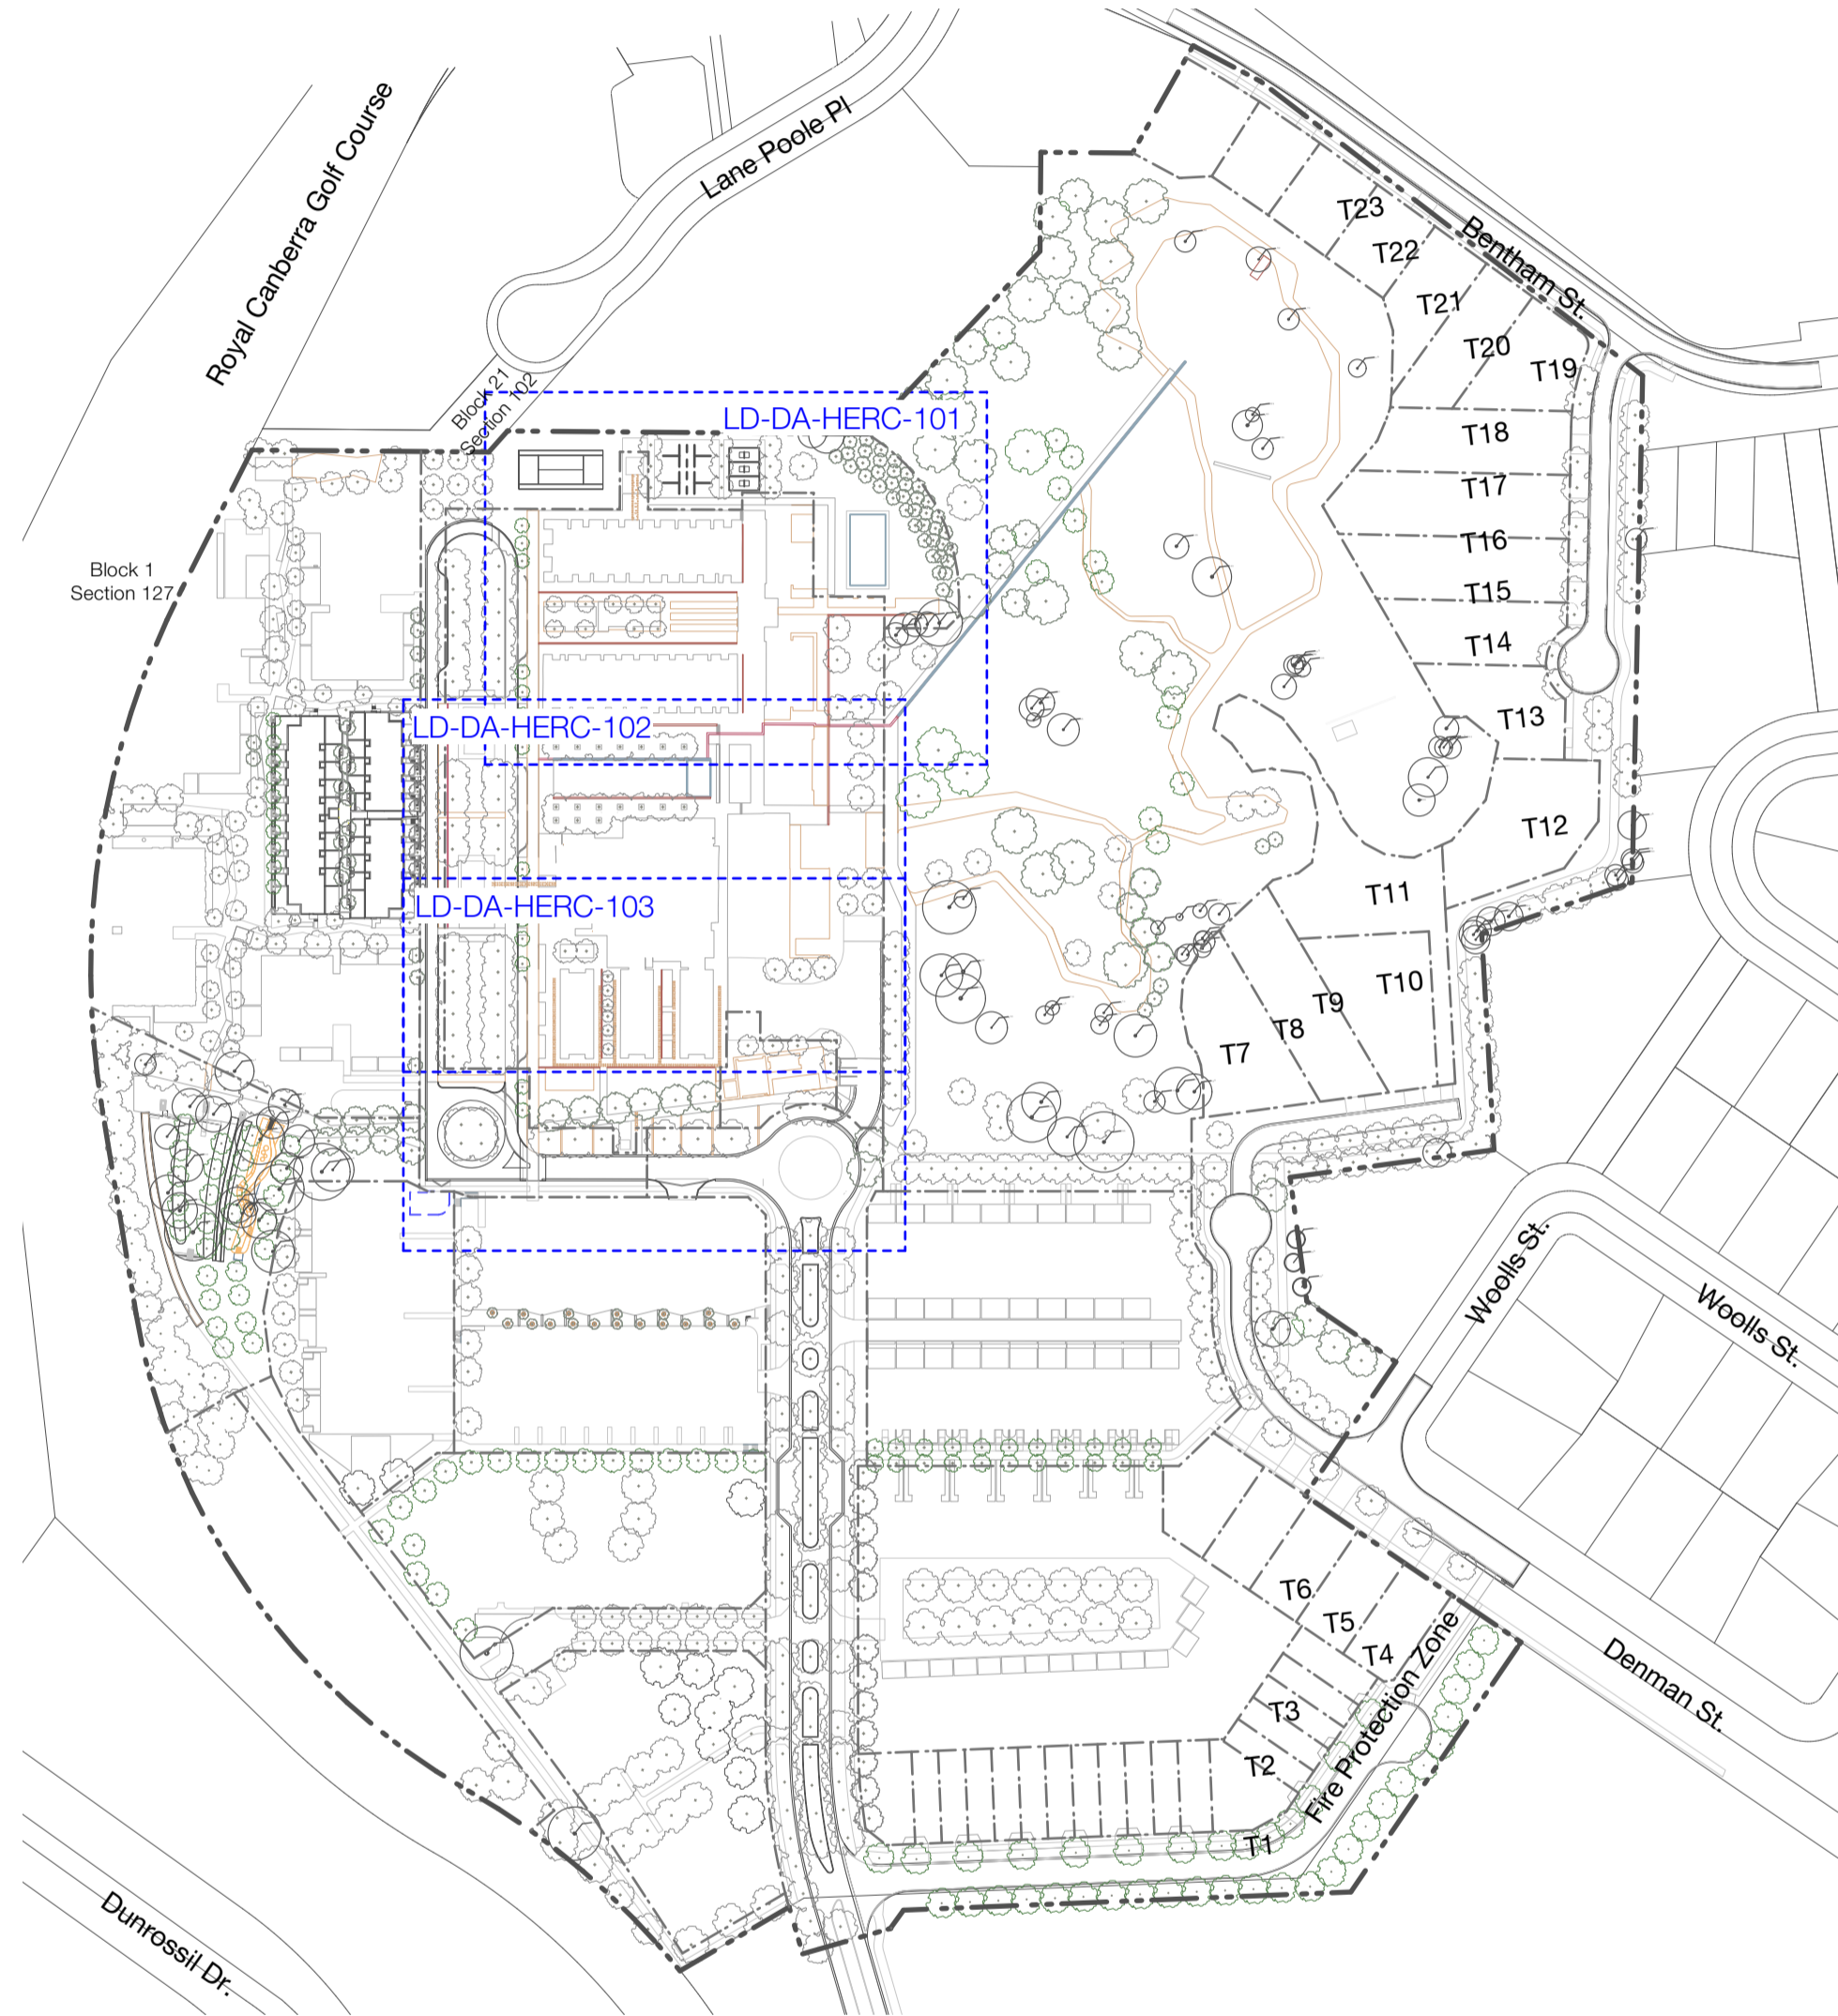 Royal Canberra Golf Course
Lane Poole Pl
Bentham St.
T23
T22
T21
T20
T19
Block 21
Section 102
LD-DA-HERC-101
T18
T17
T16
T15
T14
T13
Block 1
Section 127
LD-DA-HERC-102
T12
T11
LD-DA-HERC-103
T10
T9
T8
T7
Woolls St.
Woolls St.
T6
T5
T4
T3
T2
T1
Fire Protection Zone
Denman St.
Dunrossil Dr.